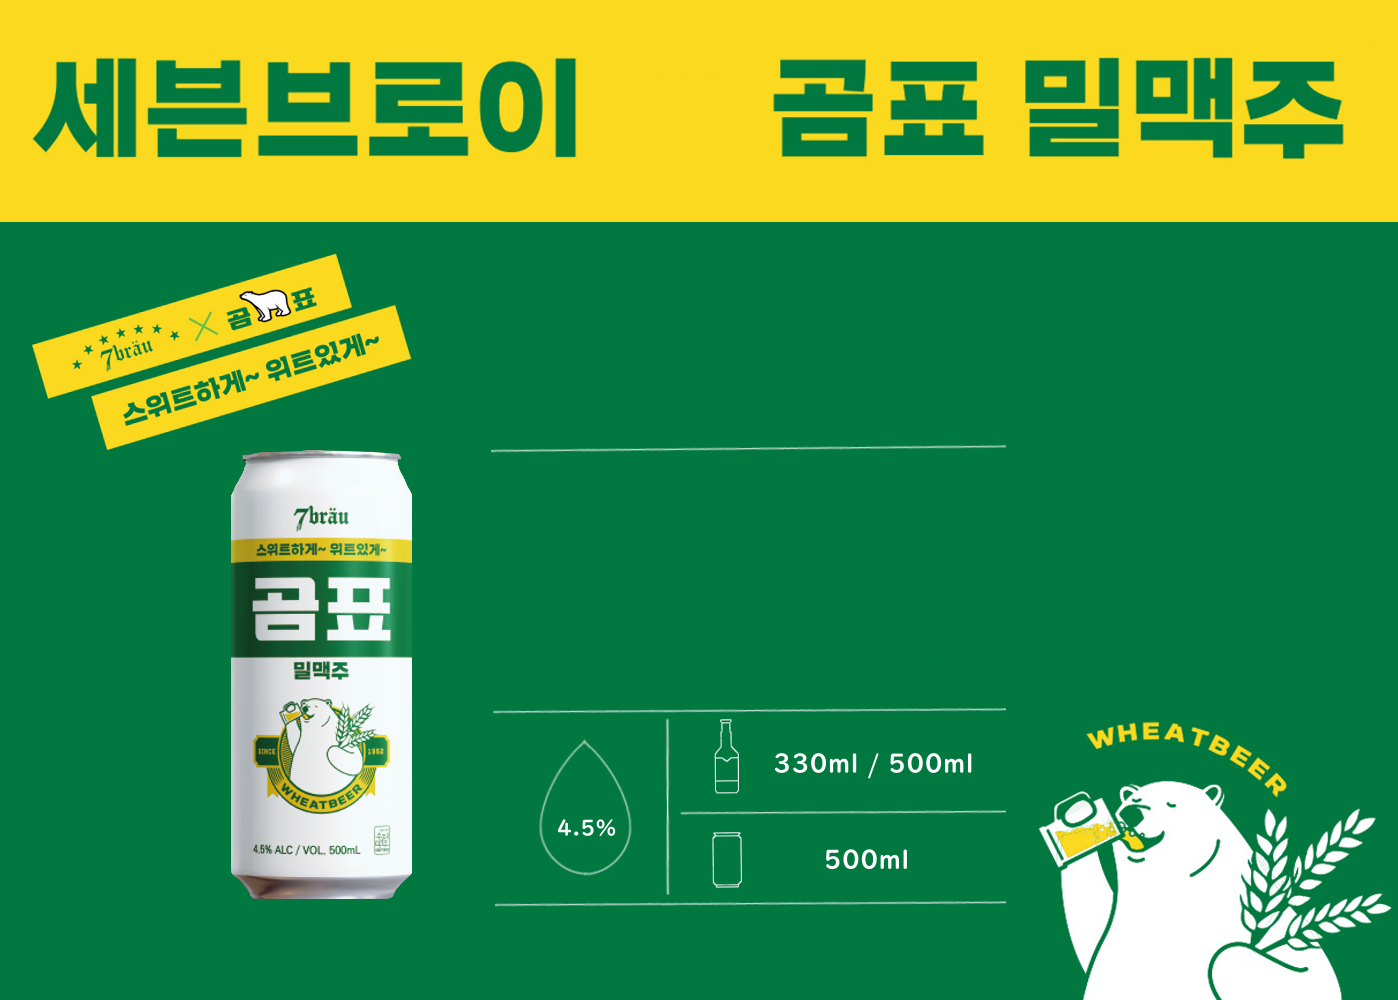 세븐브로이 곰표 밀맥주
7bräu × 곰표
스위트하게~ 위트있게~
7bräu
스위트하게~ 위트있게~
곰표
밀맥주
SINCE 1952
WHEATBEER
4.5% ALC / VOL. 500mL
4.5%
330ml / 500ml
500ml
WHEATBEER